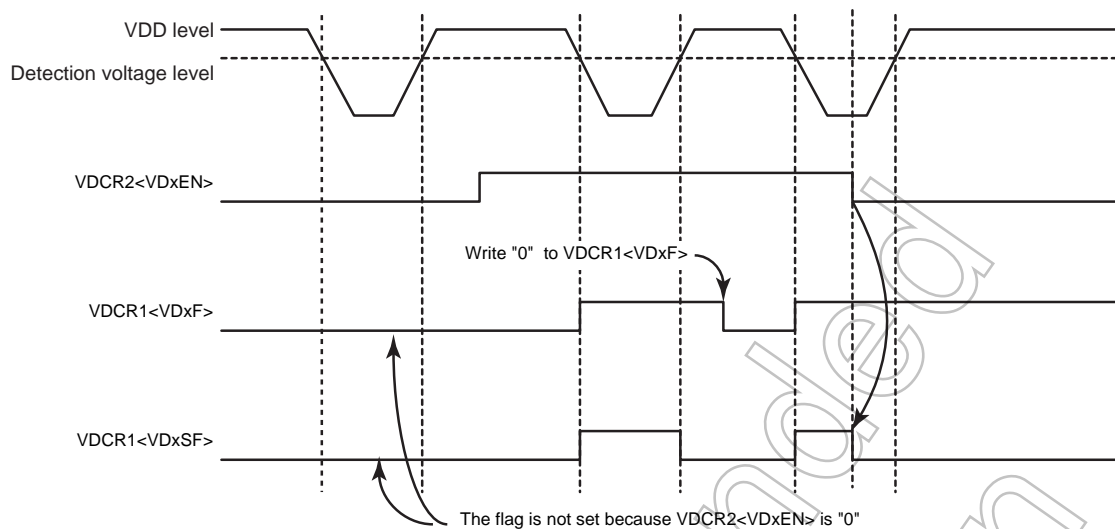 VDD level
Detection voltage level
VDCR2<VDxEN>
Write "0" to VDCR1<VDxF>
VDCR1<VDxF>
VDCR1<VDxSF>
The flag is not set because VDCR2<VDxEN> is "0"